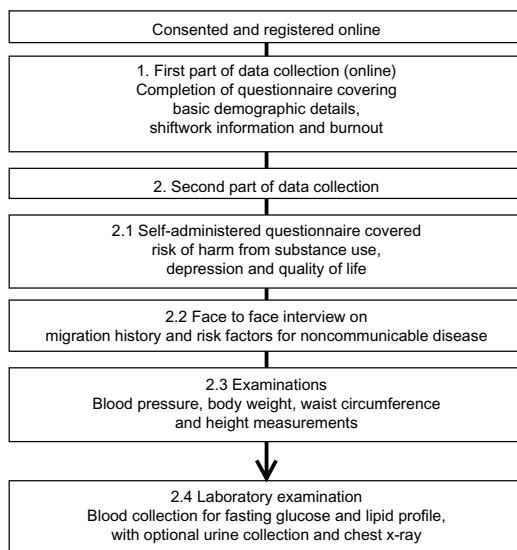 Consented and registered online
1. First part of data collection (online)
Completion of questionnaire covering
basic demographic details,
shiftwork information and burnout
2. Second part of data collection
2.1 Self-administered questionnaire covered
risk of harm from substance use,
depression and quality of life
2.2 Face to face interview on
migration history and risk factors for noncommunicable disease
2.3 Examinations
Blood pressure, body weight, waist circumference
and height measurements
2.4 Laboratory examination
Blood collection for fasting glucose and lipid profile,
with optional urine collection and chest x-ray